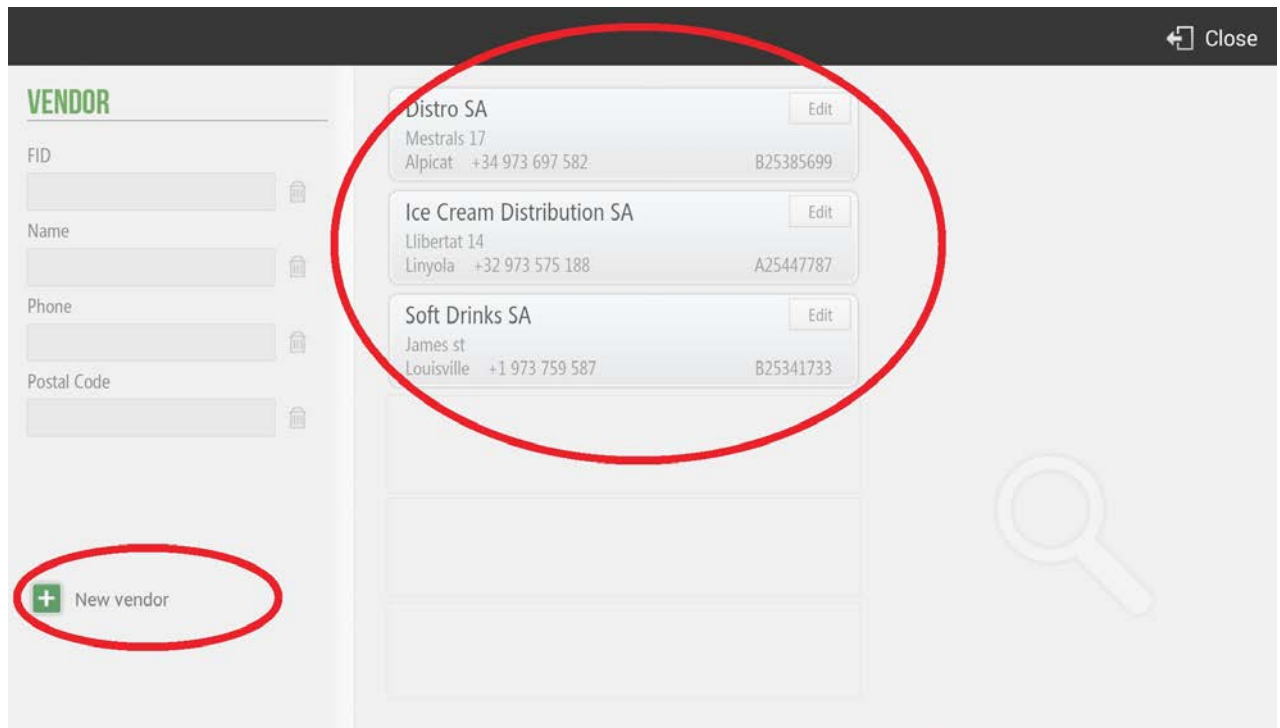 Close
VENDOR
FID
Name
Phone
Postal Code
New vendor
Distro SA Edit
Mestrals 17
Alpicat +34 973 697 582 B25385699
Ice Cream Distribution SA Edit
Llibertat 14
Linyola +32 973 575 188 A25447787
Soft Drinks SA Edit
James st
Louisville +1 973 759 587 B25341733